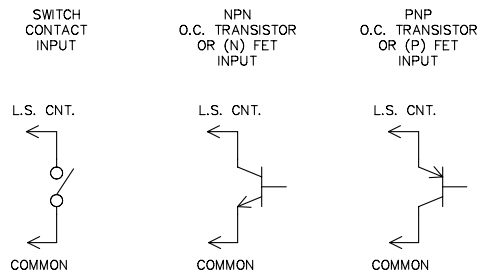 SWITCH
CONTACT
INPUT
NPN
O.C. TRANSISTOR
OR (N) FET
INPUT
PNP
O.C. TRANSISTOR
OR (P) FET
INPUT
L.S. CNT.
L.S. CNT.
L.S. CNT.
COMMON
COMMON
COMMON